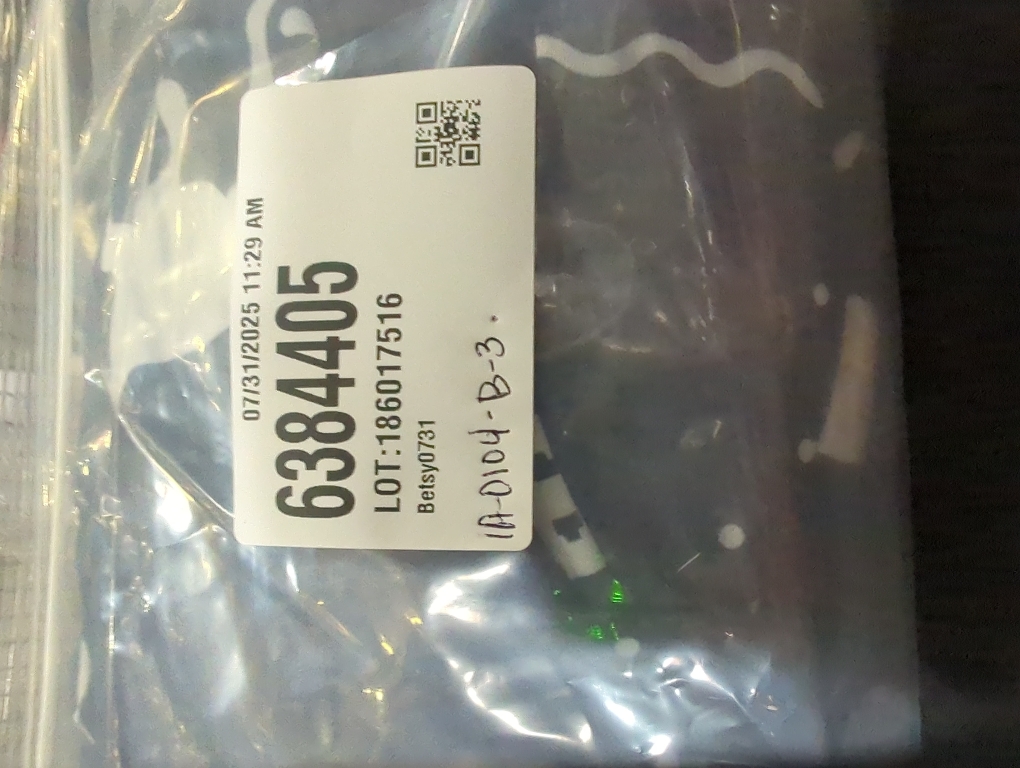 07/31/2025 11:29 AM
6384405
LOT:186017516
Betsy0731
1A-0104-B-3.